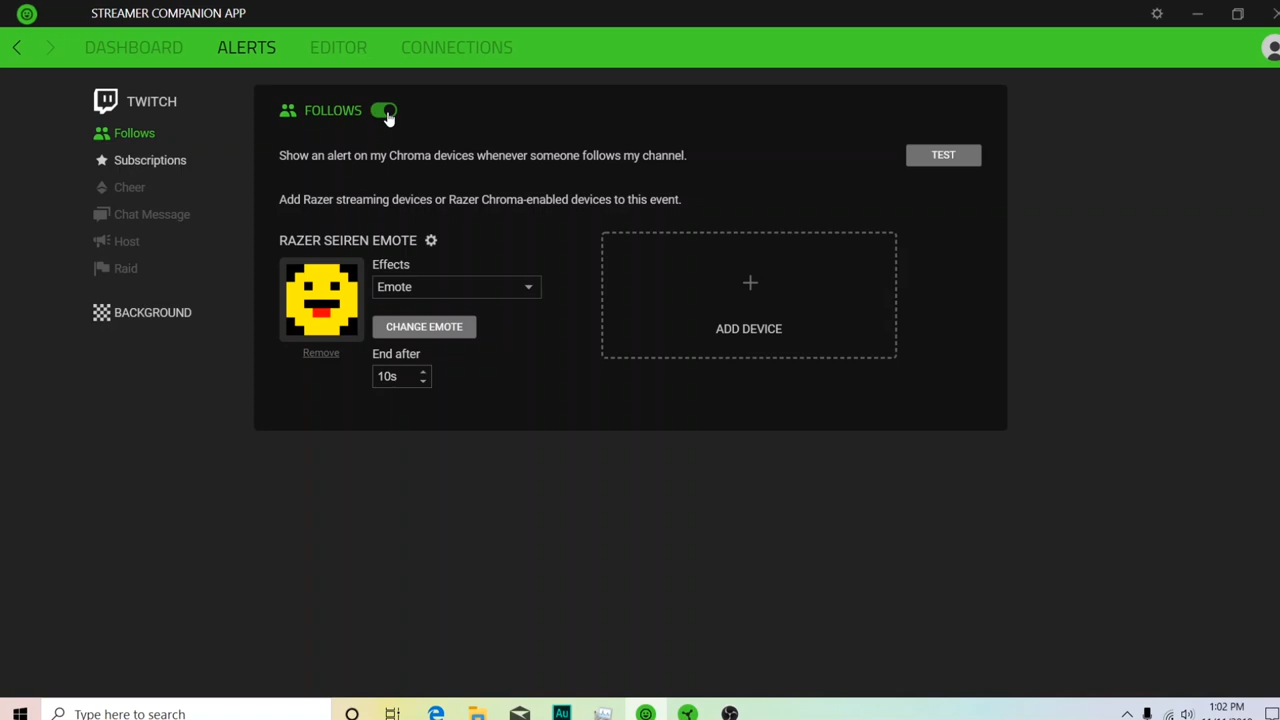 STREAMER COMPANION APP
DASHBOARD ALERTS EDITOR CONNECTIONS
TWITCH
Follows
Subscriptions
Cheer
Chat Message
Host
Raid
BACKGROUND
FOLLOWS
Show an alert on my Chroma devices whenever someone follows my channel.
TEST
Add Razer streaming devices or Razer Chroma-enabled devices to this event.
RAZER SEIREN EMOTE
Effects
Emote
CHANGE EMOTE
Remove
End after
10s
ADD DEVICE
Type here to search
Au
1:02 PM